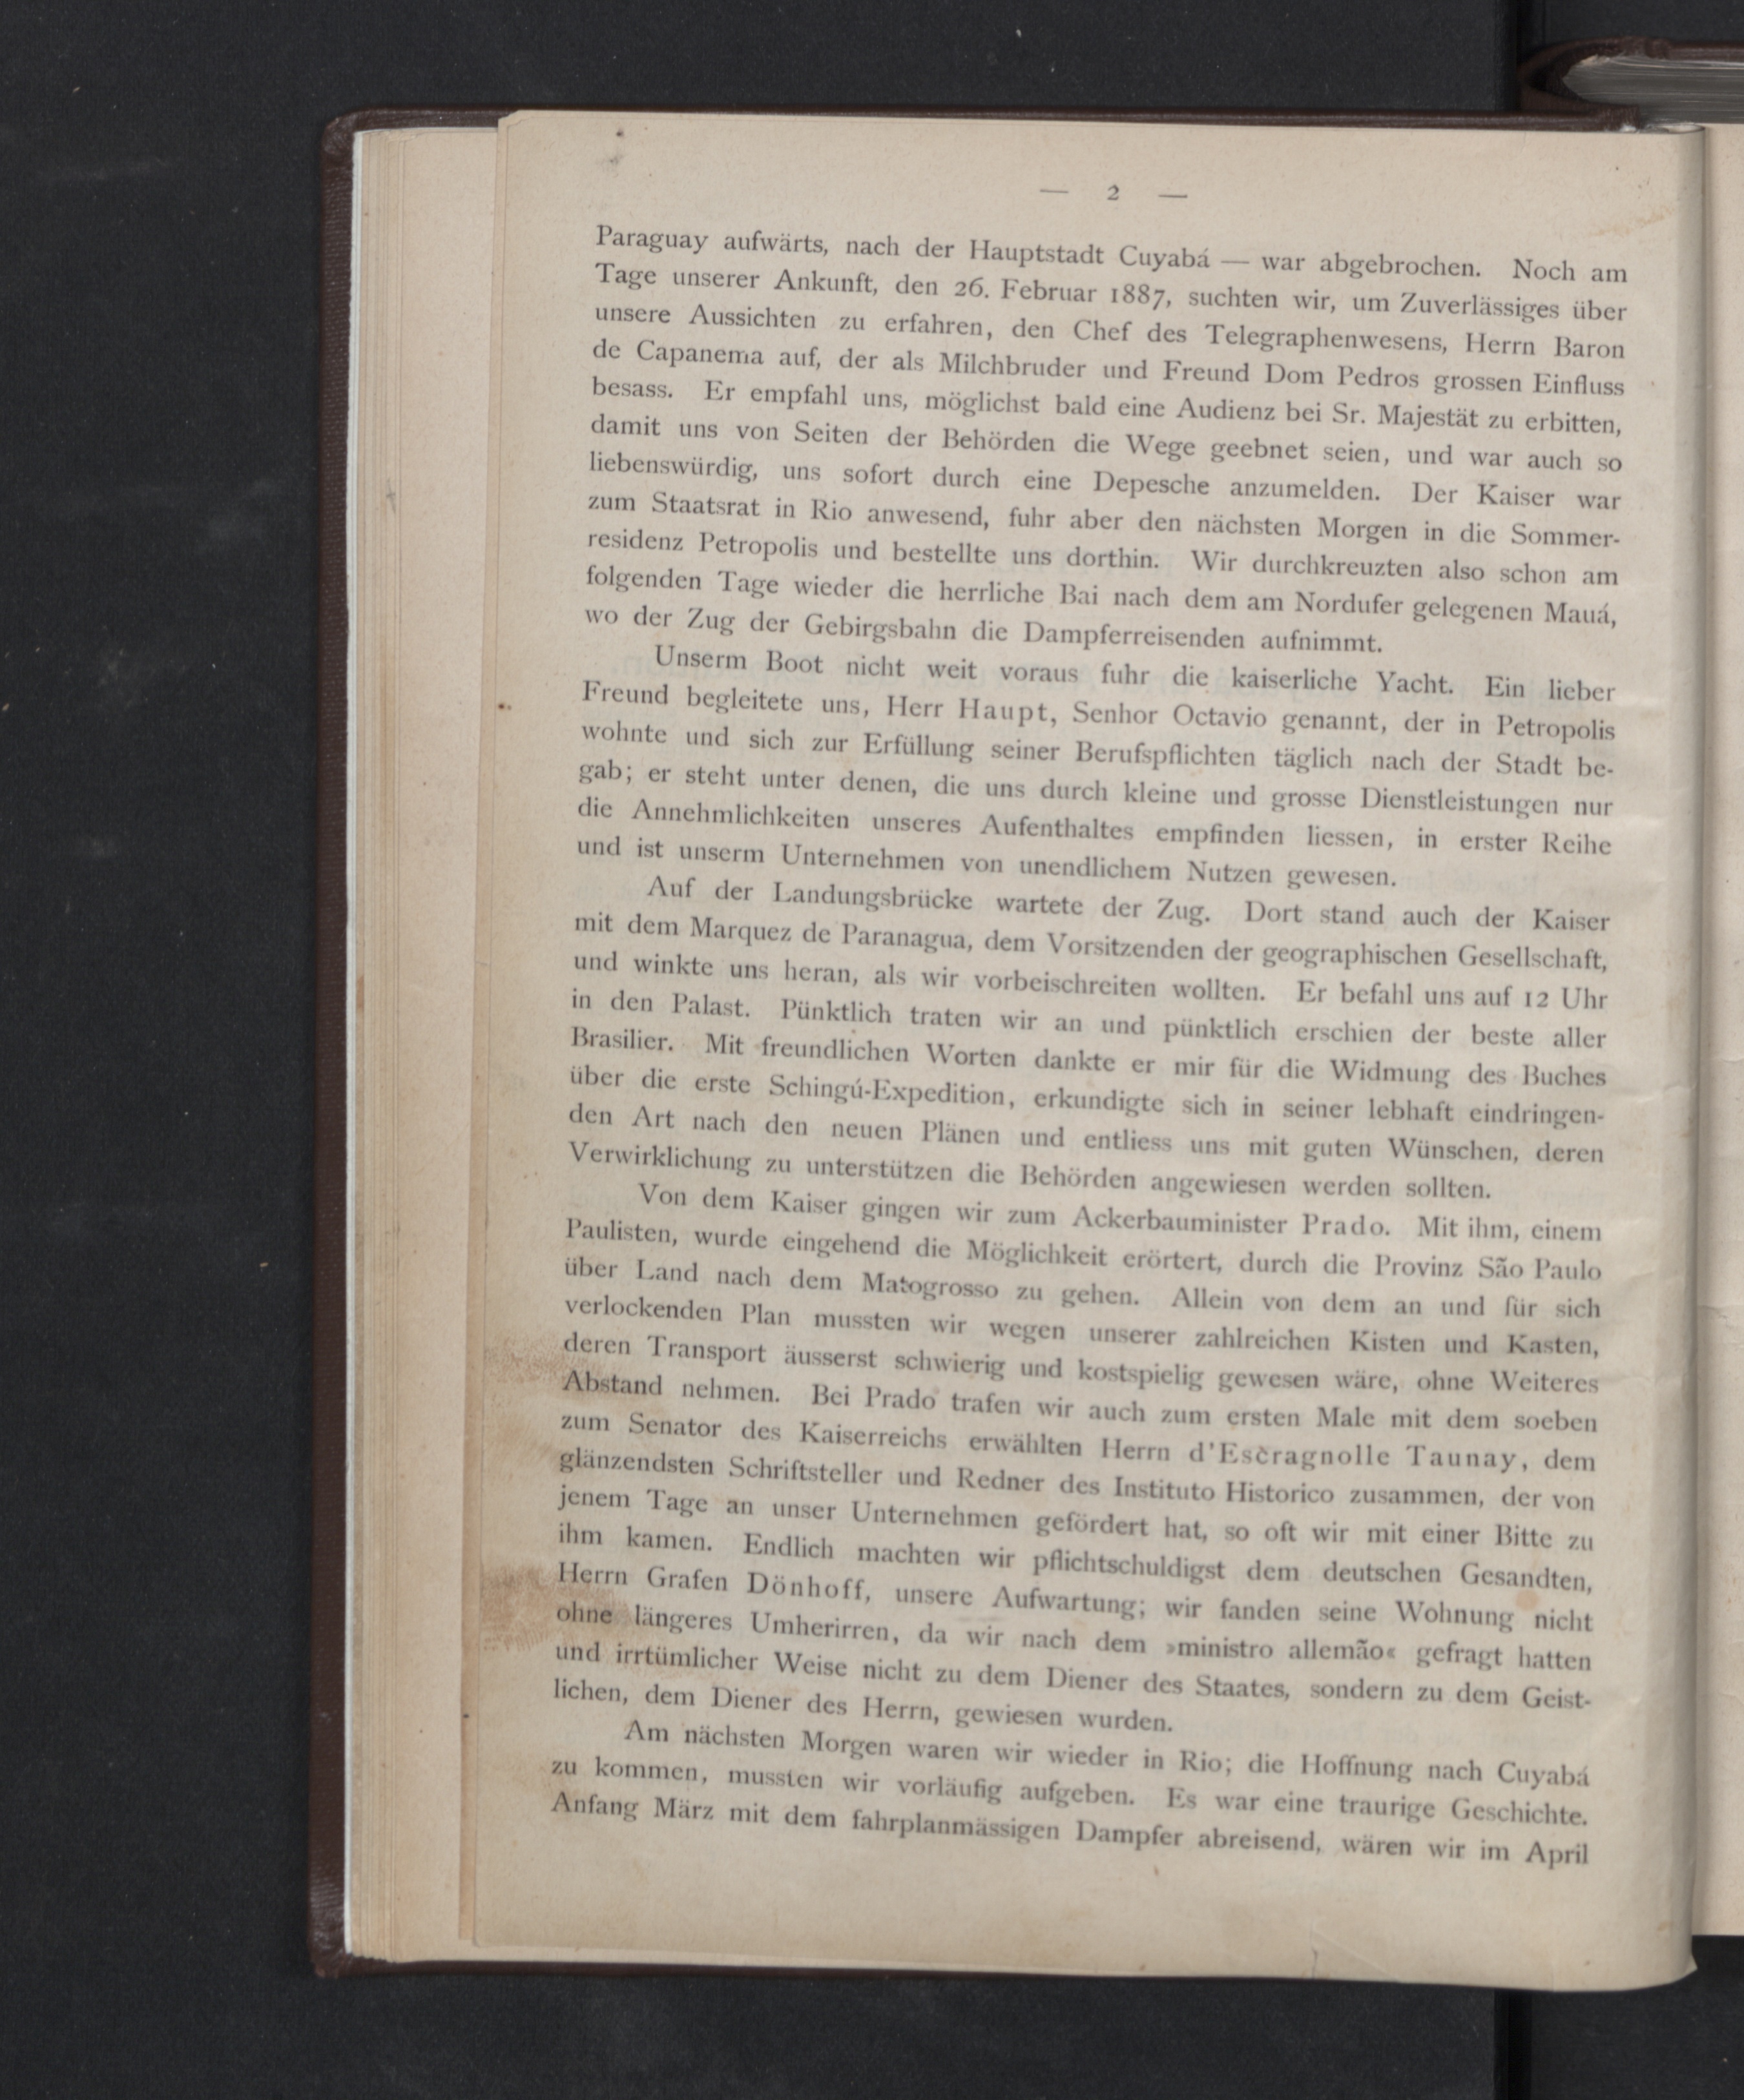 — 2 —
Paraguay aufwärts, nach der Hauptstadt Cuyabá — war abgebrochen. Noch am
Tage unserer Ankunft, den 26. Februar 1887, suchten wir, um Zuverlässiges über
unsere Aussichten zu erfahren, den Chef des Telegraphenwesens, Herrn Baron
de Capanema auf, der als Milchbruder und Freund Dom Pedros grossen Einfluss
besass. Er empfahl uns, möglichst bald eine Audienz bei Sr. Majestät zu erbitten,
damit uns von Seiten der Behörden die Wege geebnet seien, und war auch so
liebenswürdig, uns sofort durch eine Depesche anzumelden. Der Kaiser war
zum Staatsrat in Rio anwesend, fuhr aber den nächsten Morgen in die Sommer-
residenz Petropolis und bestellte uns dorthin. Wir durchkreuzten also schon am
folgenden Tage wieder die herrliche Bai nach dem am Nordufer gelegenen Mauá,
wo der Zug der Gebirgsbahn die Dampferreisenden aufnimmt.
Unserm Boot nicht weit voraus fuhr die kaiserliche Yacht. Ein lieber
Freund begleitete uns, Herr Haupt, Senhor Octavio genannt, der in Petropolis
wohnte und sich zur Erfüllung seiner Berufspflichten täglich nach der Stadt be-
gab; er steht unter denen, die uns durch kleine und grosse Dienstleistungen nur
die Annehmlichkeiten unseres Aufenthaltes empfinden liessen, in erster Reihe
und ist unserm Unternehmen von unendlichem Nutzen gewesen.
Auf der Landungsbrücke wartete der Zug. Dort stand auch der Kaiser
mit dem Marquez de Paranagua, dem Vorsitzenden der geographischen Gesellschaft,
und winkte uns heran, als wir vorbeischreiten wollten. Er befahl uns auf 12 Uhr
in den Palast. Pünktlich traten wir an und pünktlich erschien der beste aller
Brasilier. Mit freundlichen Worten dankte er mir für die Widmung des Buches
über die erste Schingú-Expedition, erkundigte sich in seiner lebhaft eindringen-
den Art nach den neuen Plänen und entliess uns mit guten Wünschen, deren
Verwirklichung zu unterstützen die Behörden angewiesen werden sollten.
Von dem Kaiser gingen wir zum Ackerbauminister Prado. Mit ihm, einem
Paulisten, wurde eingehend die Möglichkeit erörtert, durch die Provinz São Paulo
über Land nach dem Matogrosso zu gehen. Allein von dem an und für sich
verlockenden Plan mussten wir wegen unserer zahlreichen Kisten und Kasten,
deren Transport äusserst schwierig und kostspielig gewesen wäre, ohne Weiteres
Abstand nehmen. Bei Prado trafen wir auch zum ersten Male mit dem soeben
zum Senator des Kaiserreichs erwählten Herrn d'Escragnolle Taunay, dem
glänzendsten Schriftsteller und Redner des Instituto Historico zusammen, der von
jenem Tage an unser Unternehmen gefördert hat, so oft wir mit einer Bitte zu
ihm kamen. Endlich machten wir pflichtschuldigst dem deutschen Gesandten,
Herrn Grafen Dönhoff, unsere Aufwartung; wir fanden seine Wohnung nicht
ohne längeres Umherirren, da wir nach dem »ministro allemão« gefragt hatten
und irrtümlicher Weise nicht zu dem Diener des Staates, sondern zu dem Geist-
lichen, dem Diener des Herrn, gewiesen wurden.
Am nächsten Morgen waren wir wieder in Rio; die Hoffnung nach Cuyabá
zu kommen, mussten wir vorläufig aufgeben. Es war eine traurige Geschichte.
Anfang März mit dem fahrplanmässigen Dampfer abreisend, wären wir im April